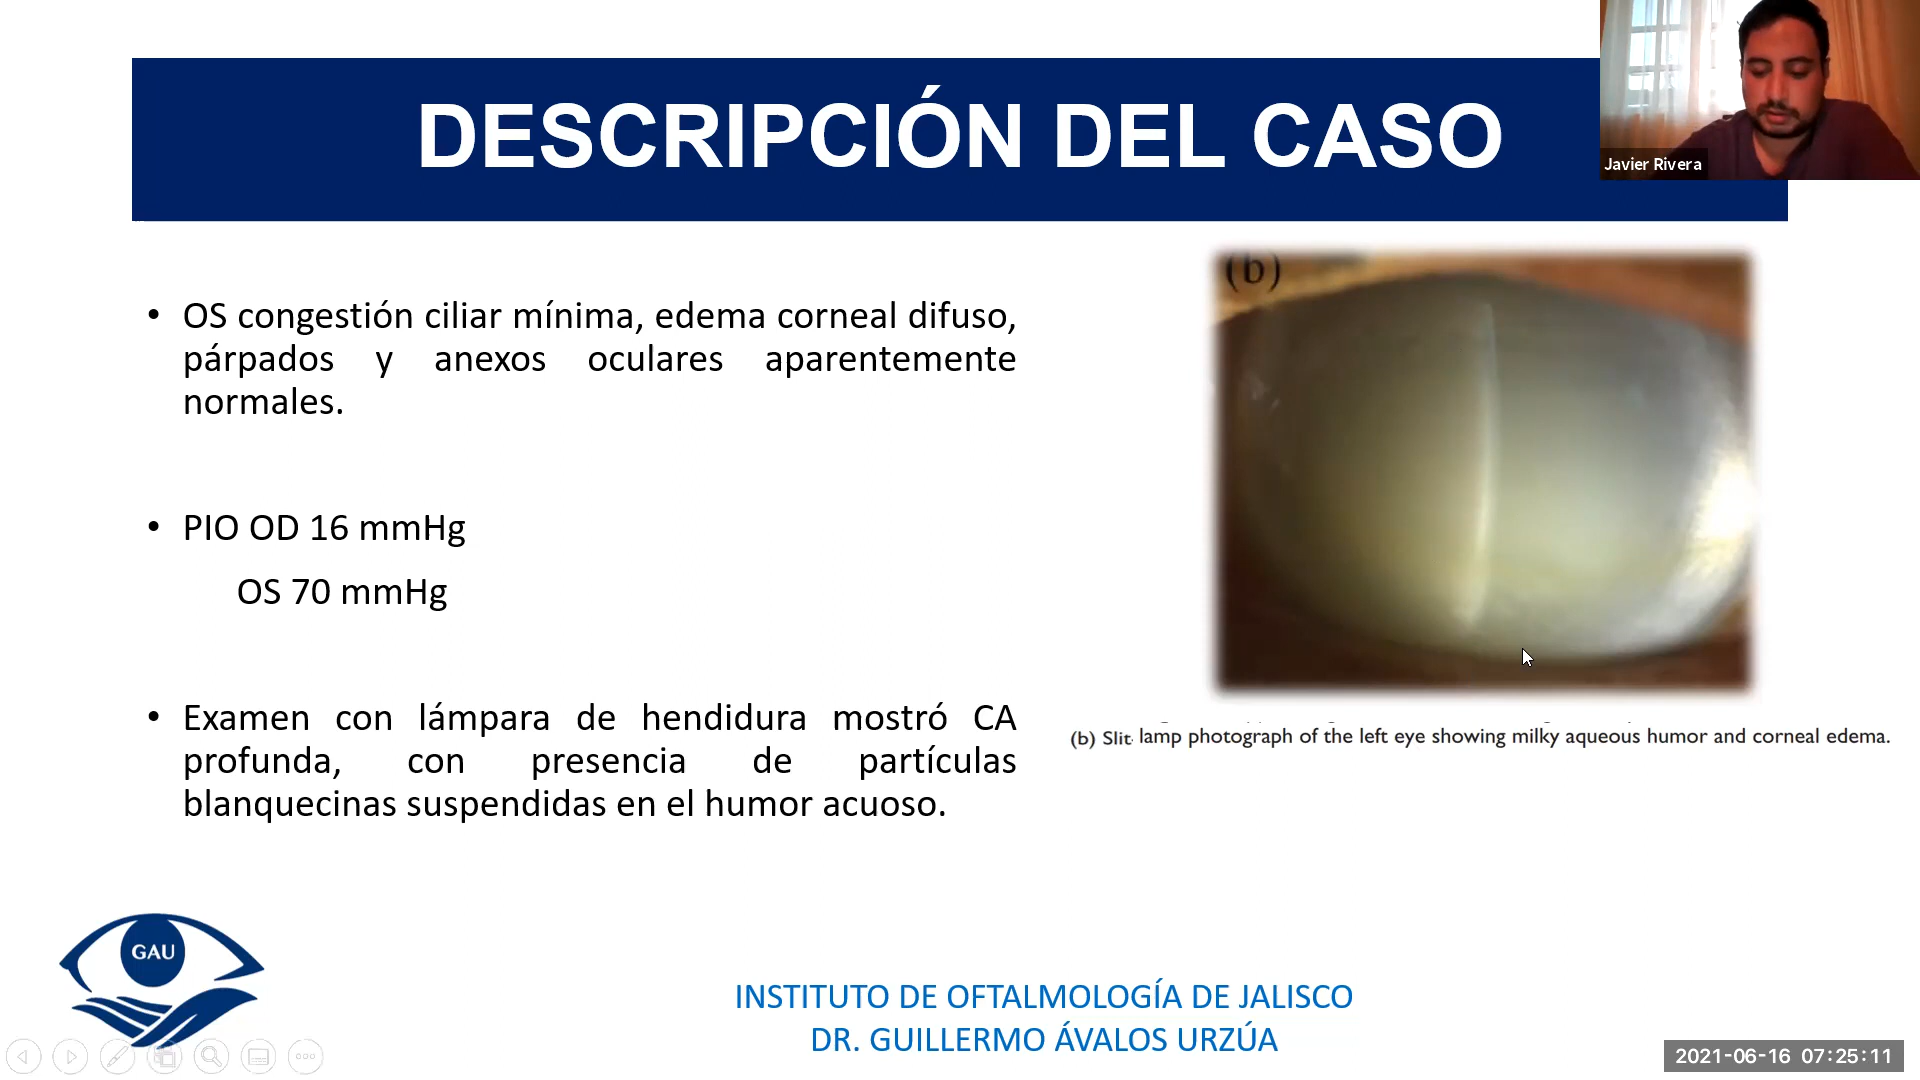 DESCRIPCIÓN DEL CASO
Javier Rivera
• OS congestión ciliar mínima, edema corneal difuso,
párpados y anexos oculares aparentemente
normales.
• PIO OD 16 mmHg
OS 70 mmHg
• Examen con lámpara de hendidura mostró CA
profunda, con presencia de partículas
blanquecinas suspendidas en el humor acuoso.
(b)
(b) Slit lamp photograph of the left eye showing milky aqueous humor and corneal edema.
GAU
INSTITUTO DE OFTALMOLOGÍA DE JALISCO
DR. GUILLERMO ÁVALOS URZÚA
2021-06-16 07:25:11